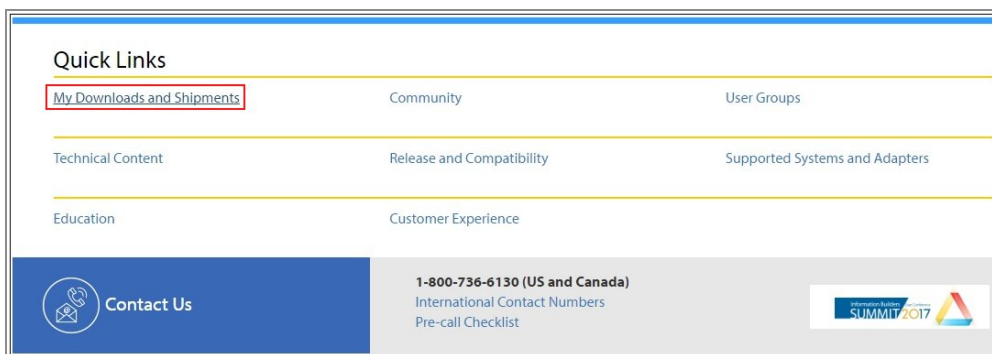 Quick Links
My Downloads and Shipments
Community
User Groups
Technical Content
Release and Compatibility
Supported Systems and Adapters
Education
Customer Experience
Contact Us
1-800-736-6130 (US and Canada)
International Contact Numbers
Pre-call Checklist
Information Builders
SUMMIT 2017